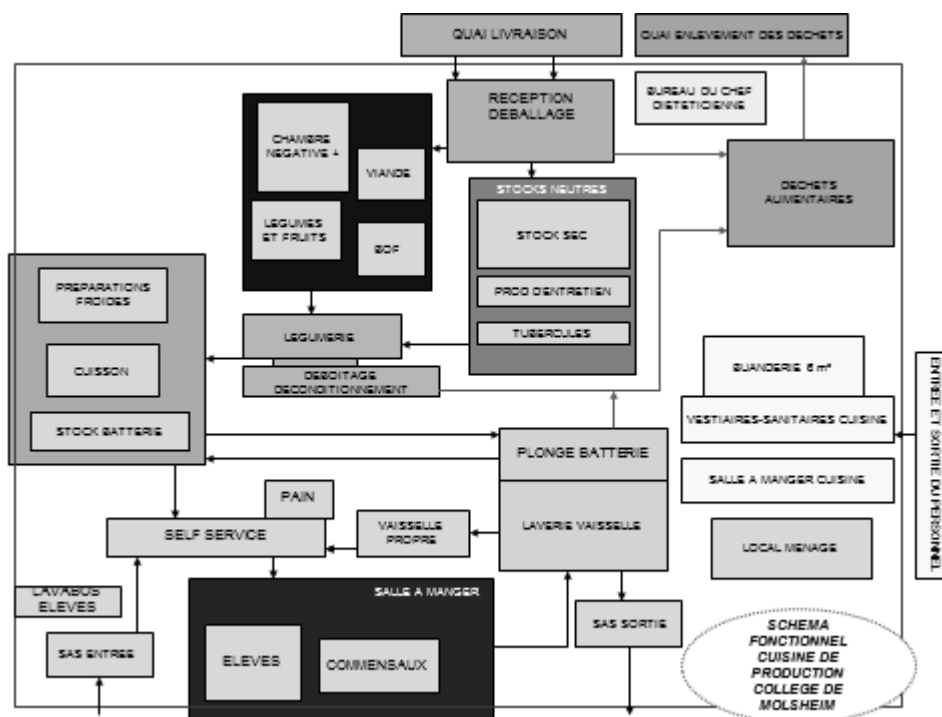 QUAI LIVRAISON
QUAI ENLEVEMENT DES DECHETS
RECEPTION
DEBALLAGE
BUREAU DU CHEF
DIETETICIENNE
CHAMBRE
NEGATIVE +
VIANDE
LEGUMES
ET FRUITS
BOF
STOCKS NEUTRES
STOCK SEC
PROD D'ENTRETIEN
TUBERCULES
DECHETS
ALIMENTAIRES
PREPARATIONS
FROIDES
CUISSON
STOCK BATTERIE
LEGUMERIE
DEBOITAGE
DECONDITIONNEMENT
BUANDERIE 6 m²
VESTIAIRES-SANITAIRES CUISINE
SALLE A MANGER CUISINE
LOCAL MENAGE
ENTREE ET SORTIE DU PERSONNEL
PLONGE BATTERIE
LAVERIE VAISSELLE
PAIN
SELF SERVICE
VAISSELLE
PROPRE
LAVABOS
ELEVES
SAS ENTREE
SALLE A MANGER
ELEVES
COMMENSAUX
SAS SORTIE
SCHEMA
FONCTIONNEL
CUISINE DE
PRODUCTION
COLLEGE DE
MOLSHEIM